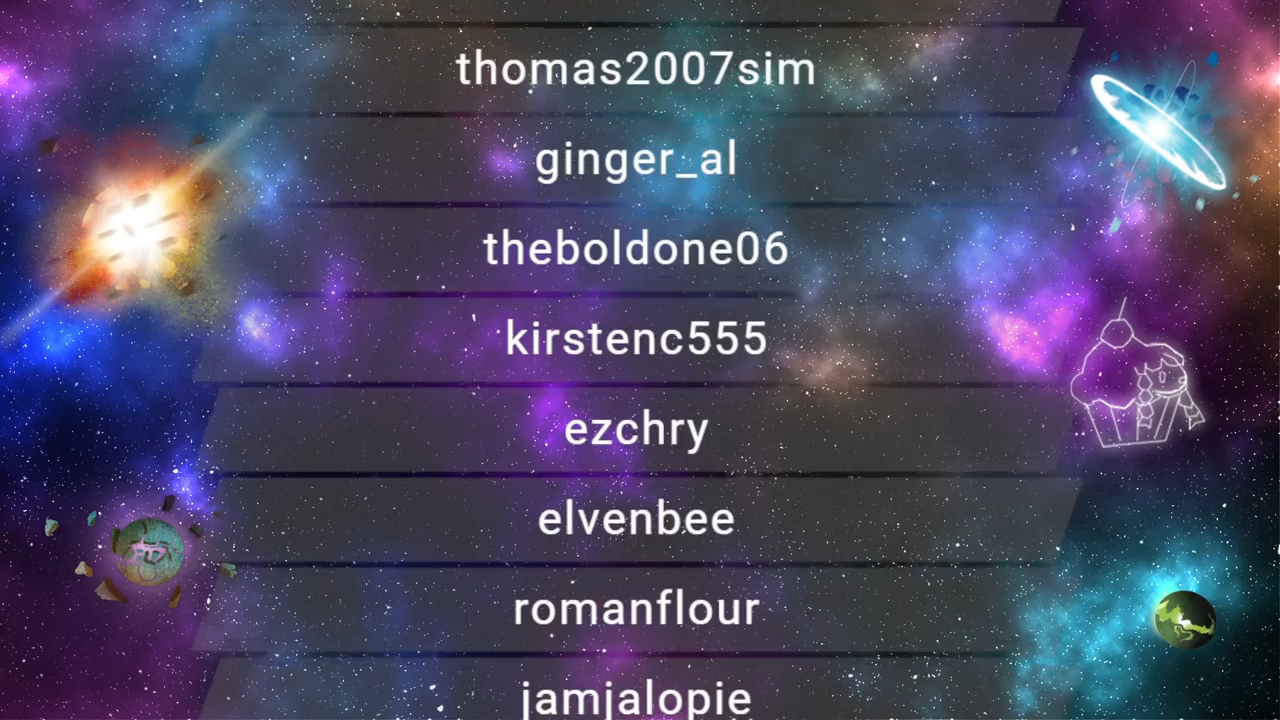 thomas2007sim
ginger_al
theboldone06
kirstenc555
ezchry
elvenbee
romanflour
jamjalopie